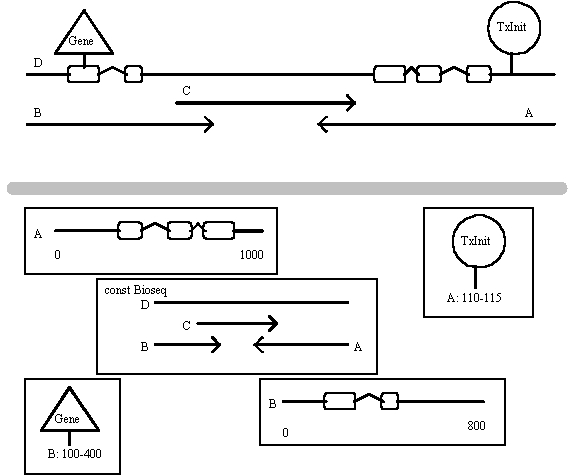 TxInit
Gene
D
C
B A
A
0 1000
TxInit
A: 110-115
const Bioseq
D
C
B A
Gene
B: 100-400
B
0 800